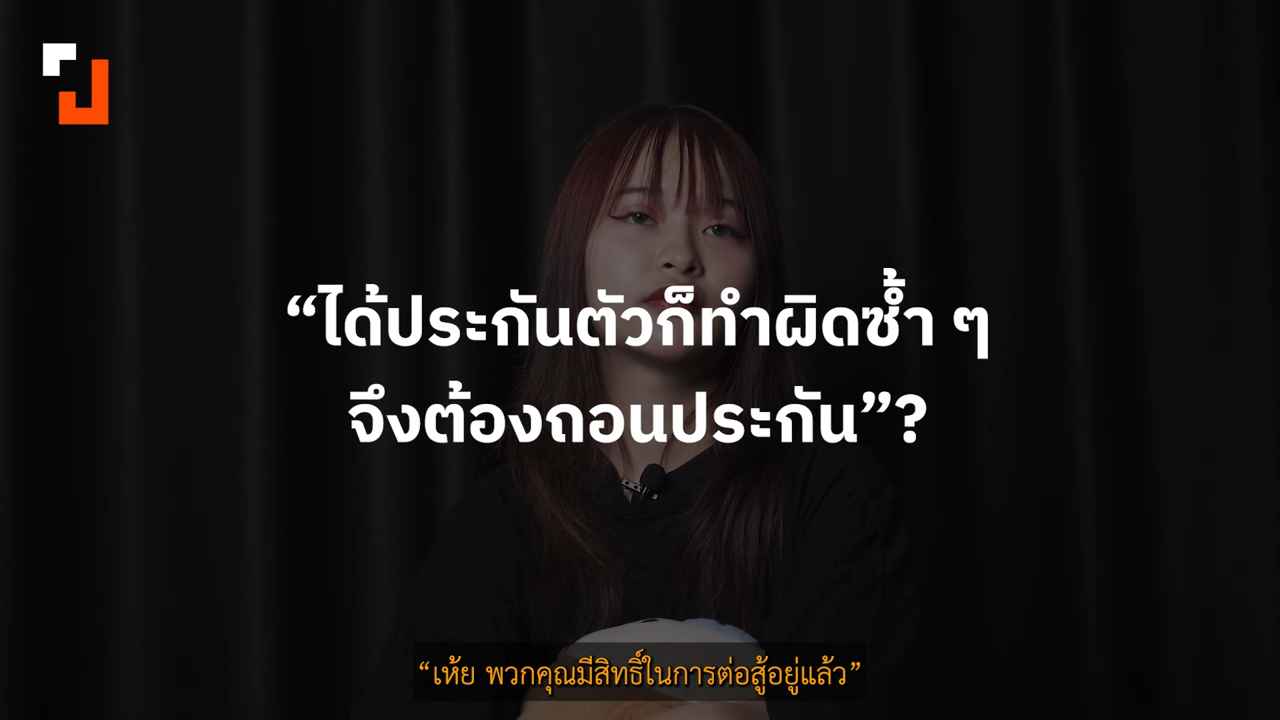 “ได้ประกันตัวก็ทำผิดซ้ำ ๆ
จึงต้องถอนประกัน”?
“เห้ย พวกคุณมีสิทธิ์ในการต่อสู้อยู่แล้ว”